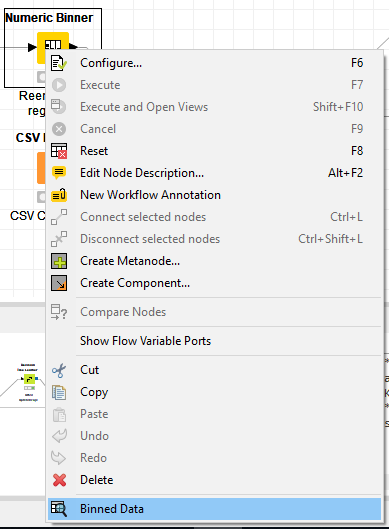 Numeric Binner
Configure... F6
Execute F7
Execute and Open Views Shift+F10
Cancel F9
Reset F8
Edit Node Description... Alt+F2
New Workflow Annotation
Connect selected nodes Ctrl+L
Disconnect selected nodes Ctrl+Shift+L
Create Metanode...
Create Component...
Compare Nodes
Show Flow Variable Ports
Cut
Copy
Paste
Undo
Redo
Delete
Binned Data
Reem
reg
CSV
CSV C